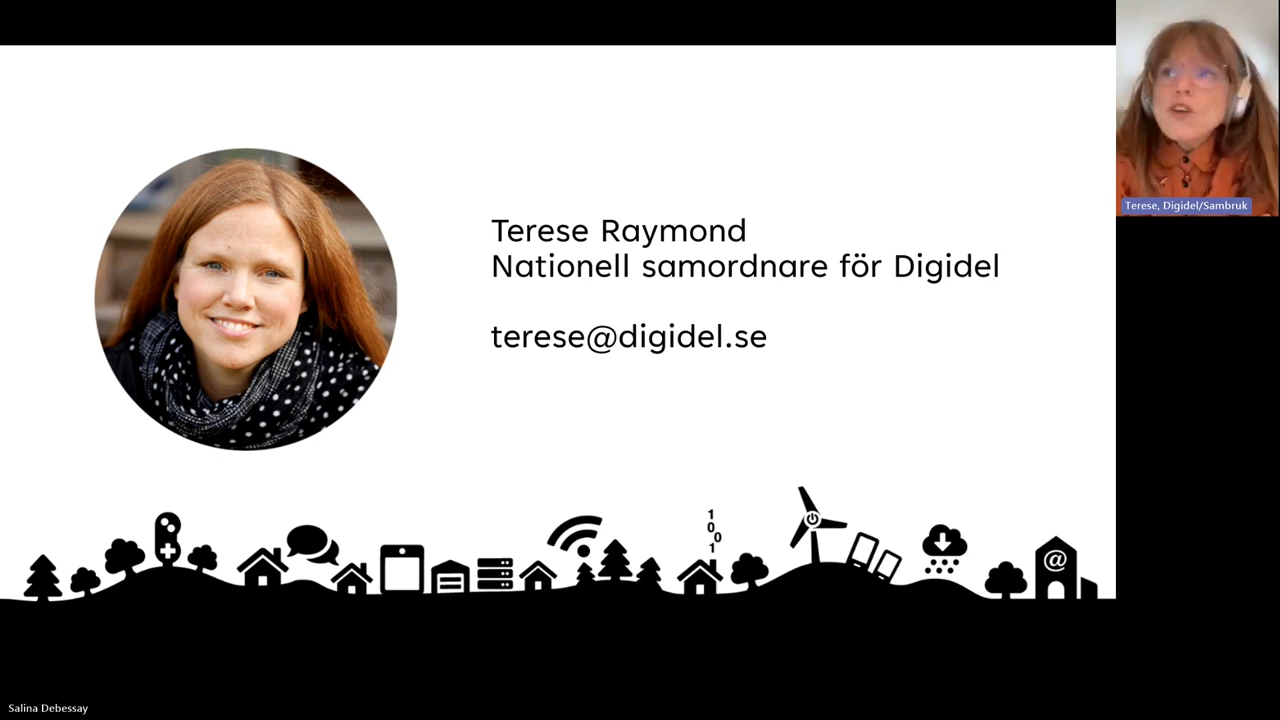 Terese Raymond
Nationell samordnare för Digidel
terese@digidel.se
Terese, Digidel/Sambruk
1
0
0
1
@
Salina Debessay